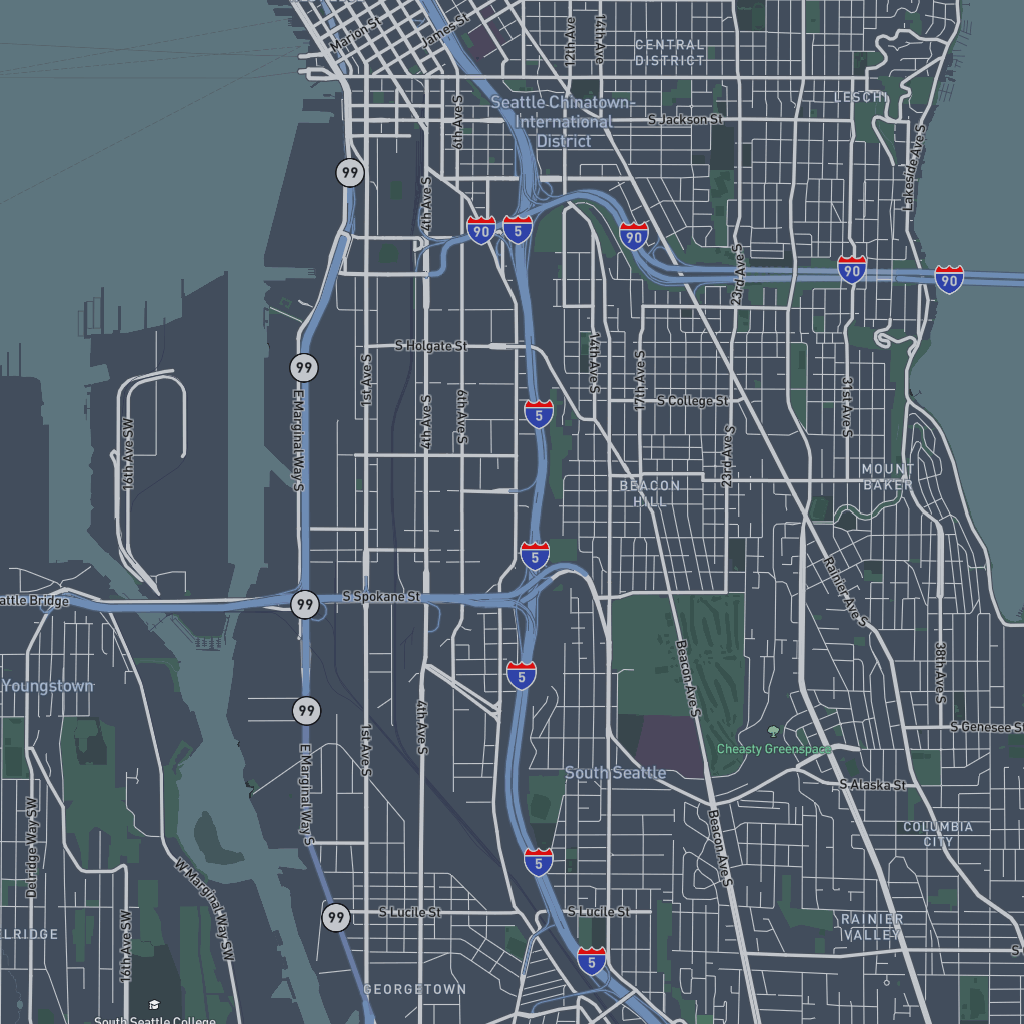 Marion St
James St
12th Ave
14th Ave
CENTRAL
DISTRICT
LESCHI
Seattle Chinatown-
International
District
6th Ave S
S Jackson St
Lakeside Ave S
99
4th Ave S
90
5
90
23rd Ave S
90
90
S Holgate St
99
1st Ave S
14th Ave S
17th Ave S
E Marginal Way S
4th Ave S
6th Ave S
5
S College St
31st Ave S
16th Ave SW
23rd Ave S
MOUNT
BAKER
BEACON
HILL
5
Rainier Ave S
attle Bridge
99
S Spokane St
Beacon Ave S
38th Ave S
5
Youngstown
99
1st Ave S
4th Ave S
E Marginal Way S
S Genesee St
Cheasty Greenspace
South Seattle
S Alaska St
Delridge Way SW
Beacon Ave S
COLUMBIA
CITY
5
W Marginal Way SW
99
S Lucile St
S Lucile St
RAINIER
VALLEY
ELRIDGE
16th Ave SW
S
5
GEORGETOWN
South Seattle College